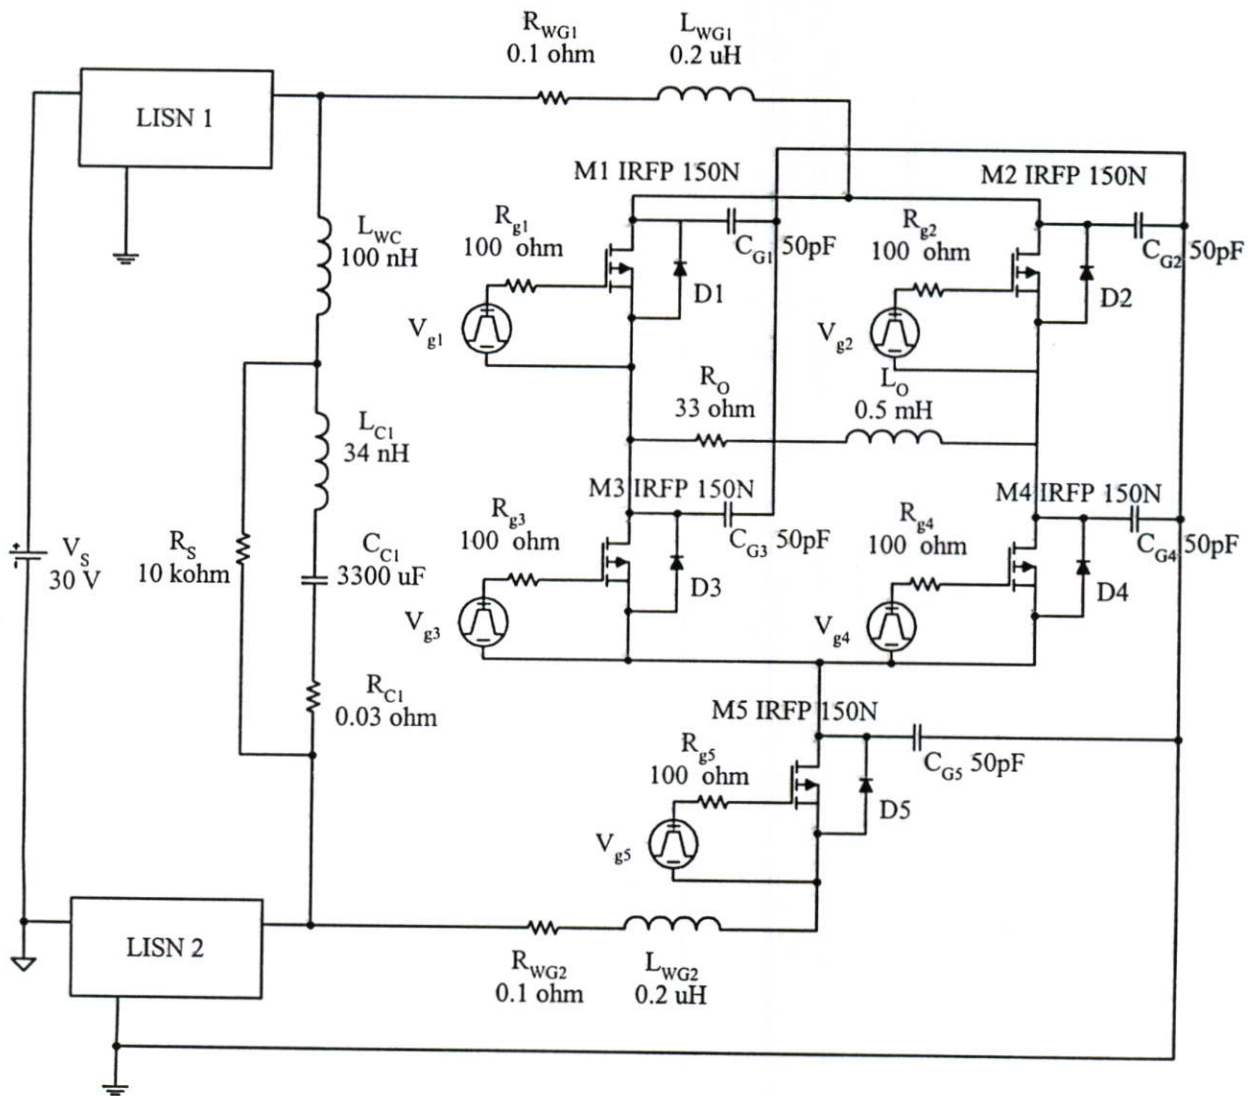 R_WG1
0.1 ohm
L_WG1
0.2 uH
LISN 1
M1 IRFP 150N
M2 IRFP 150N
R_g1
100 ohm
C_G1 50pF
R_g2
100 ohm
C_G2 50pF
L_WC
100 nH
D1
D2
V_g1
V_g2
R_O
33 ohm
L_O
0.5 mH
L_C1
34 nH
M3 IRFP 150N
M4 IRFP 150N
R_g3
100 ohm
C_G3 50pF
R_g4
100 ohm
C_G4 50pF
V_S
30 V
R_S
10 kohm
C_C1
3300 uF
D3
D4
V_g3
V_g4
R_C1
0.03 ohm
M5 IRFP 150N
R_g5
100 ohm
C_G5 50pF
D5
V_g5
LISN 2
R_WG2
0.1 ohm
L_WG2
0.2 uH